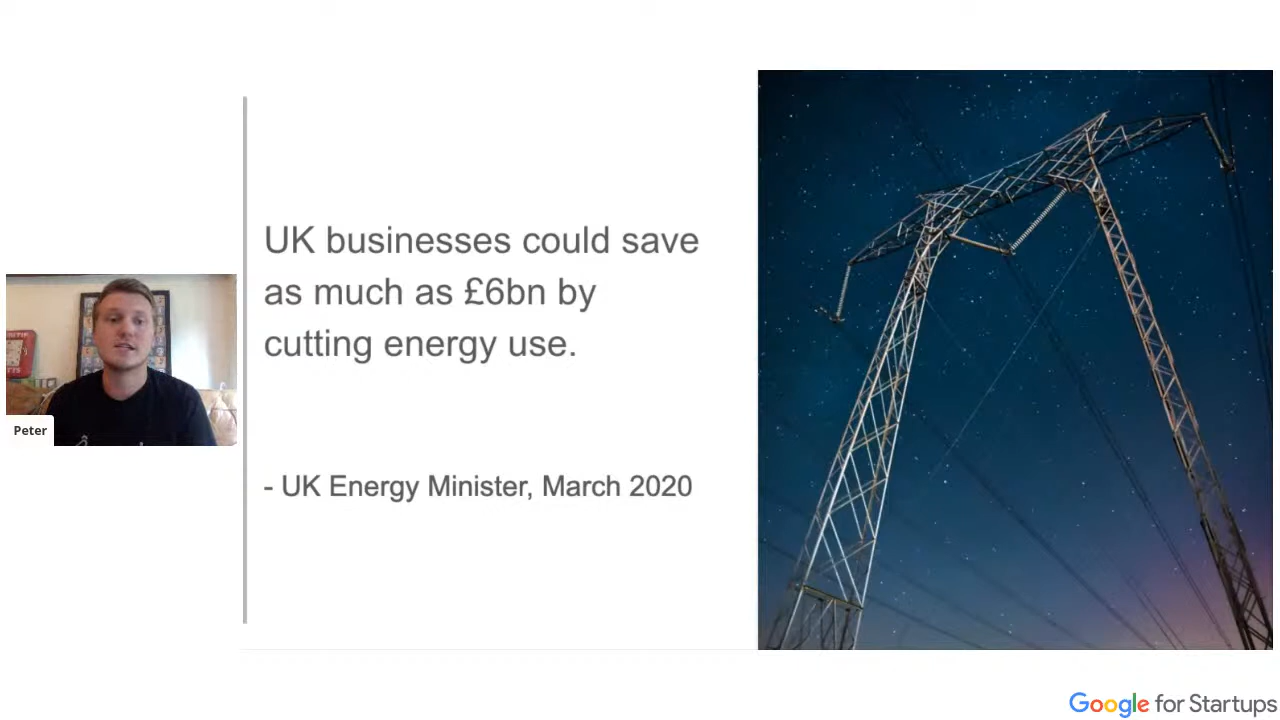 UK businesses could save
as much as £6bn by
cutting energy use.
- UK Energy Minister, March 2020
Peter
Google for Startups